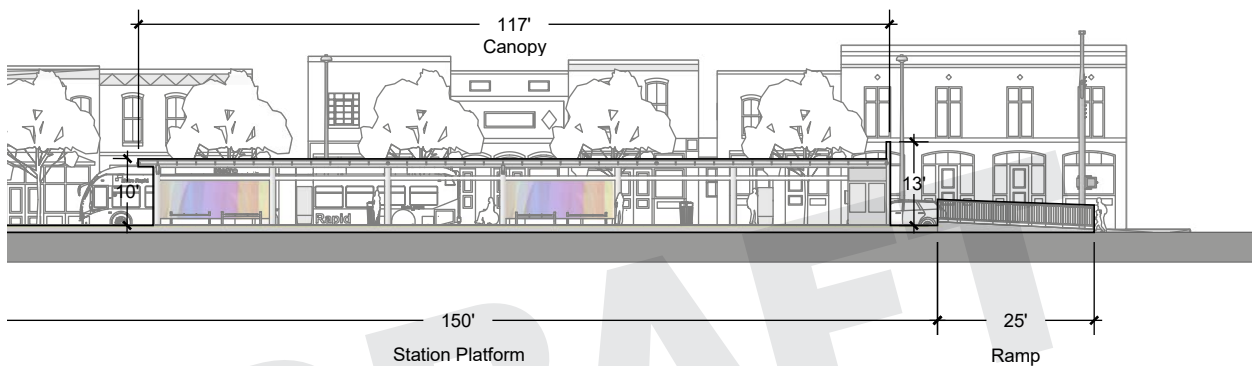 117'
Canopy
10'
Rapid
13'
150'
Station Platform
25'
Ramp
DRAFT